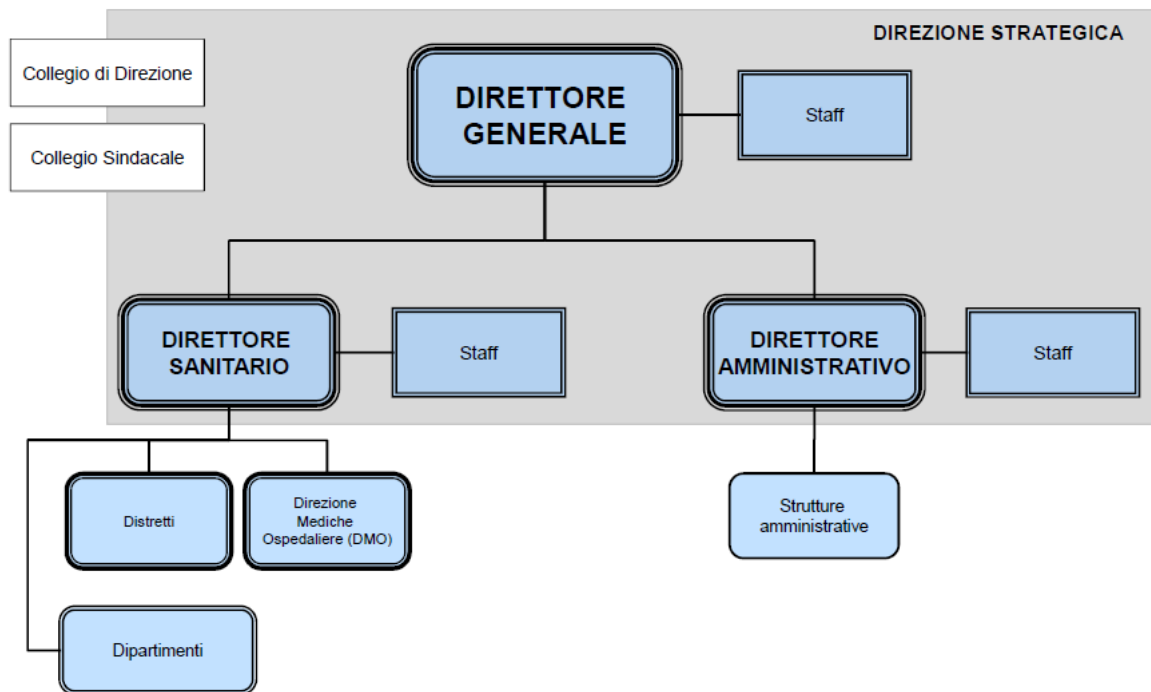 DIREZIONE STRATEGICA
Collegio di Direzione
Collegio Sindacale
DIRETTORE
GENERALE
Staff
DIRETTORE
SANITARIO
Staff
DIRETTORE
AMMINISTRATIVO
Staff
Distretti
Direzione
Mediche
Ospedaliere (DMO)
Strutture
amministrative
Dipartimenti